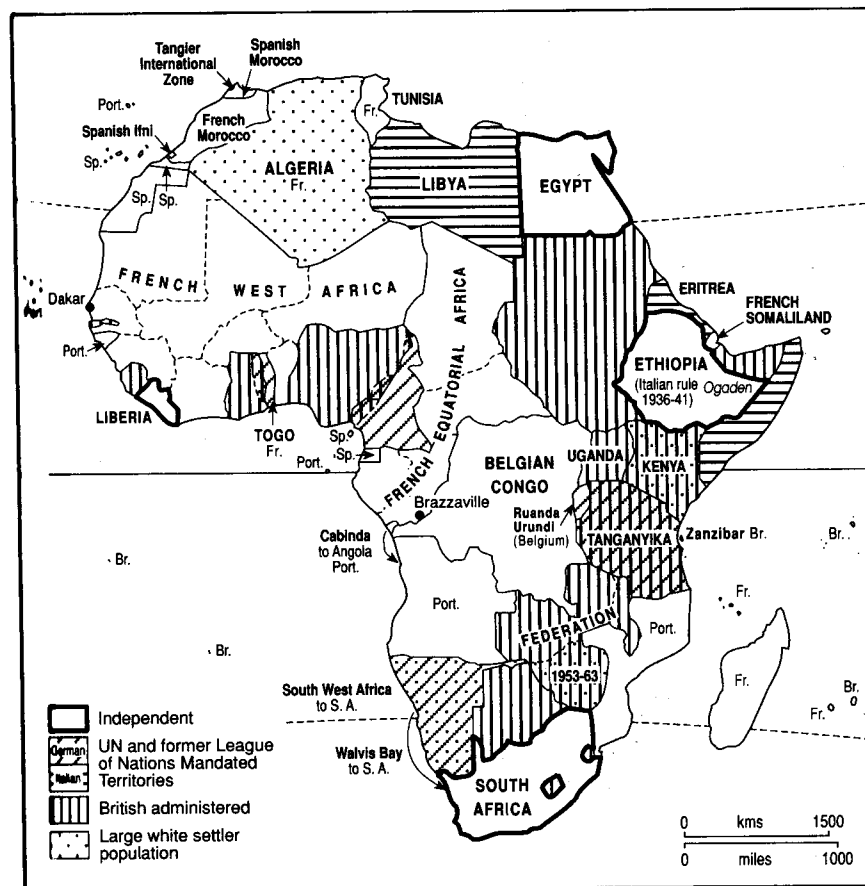 Tangier
International
Zone
Spanish
Morocco
Port.
TUNISIA
Fr.
French
Morocco
Spanish Ifni
Sp.
ALGERIA
Fr.
LIBYA
EGYPT
Sp.
Sp.
FRENCH WEST AFRICA
Dakar
ERITREA
FRENCH
SOMALILAND
Port.
FRENCH EQUATORIAL AFRICA
ETHIOPIA
(Italian rule
1936-41)
Ogaden
LIBERIA
TOGO
Fr.
Sp.
Sp.
Port.
UGANDA
KENYA
BELGIAN
CONGO
Brazzaville
Ruanda
Urundi
(Belgium)
TANGANYIKA
Zanzibar Br.
Cabinda
to Angola
Port.
Br.
Br.
Br.
Port.
Fr.
FEDERATION
1953-63
Port.
Br.
Fr.
Br.
Fr.
South West Africa
to S. A.
Walvis Bay
to S. A.
SOUTH
AFRICA
Independent
German
Italian
UN and former League
of Nations Mandated
Territories
British administered
Large white settler
population
0 kms 1500
0 miles 1000